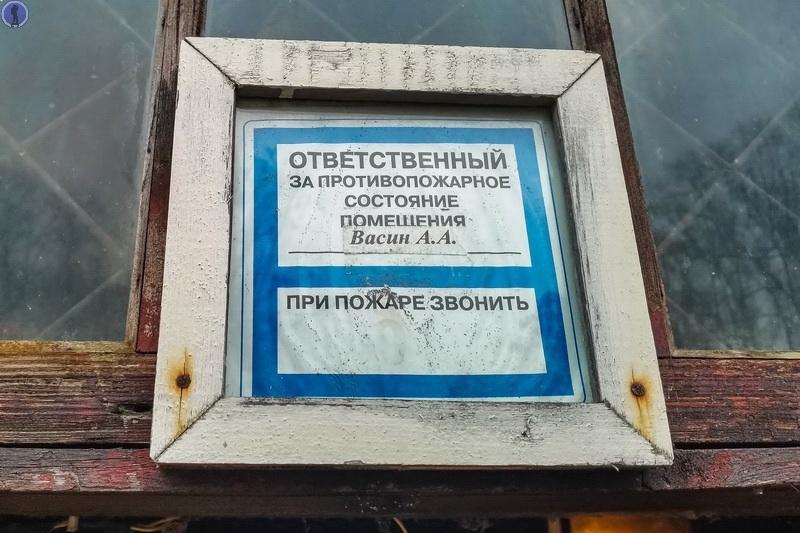 ОТВЕТСТВЕННЫЙ
ЗА ПРОТИВОПОЖАРНОЕ
СОСТОЯНИЕ
ПОМЕЩЕНИЯ
Васин А.А.
ПРИ ПОЖАРЕ ЗВОНИТЬ